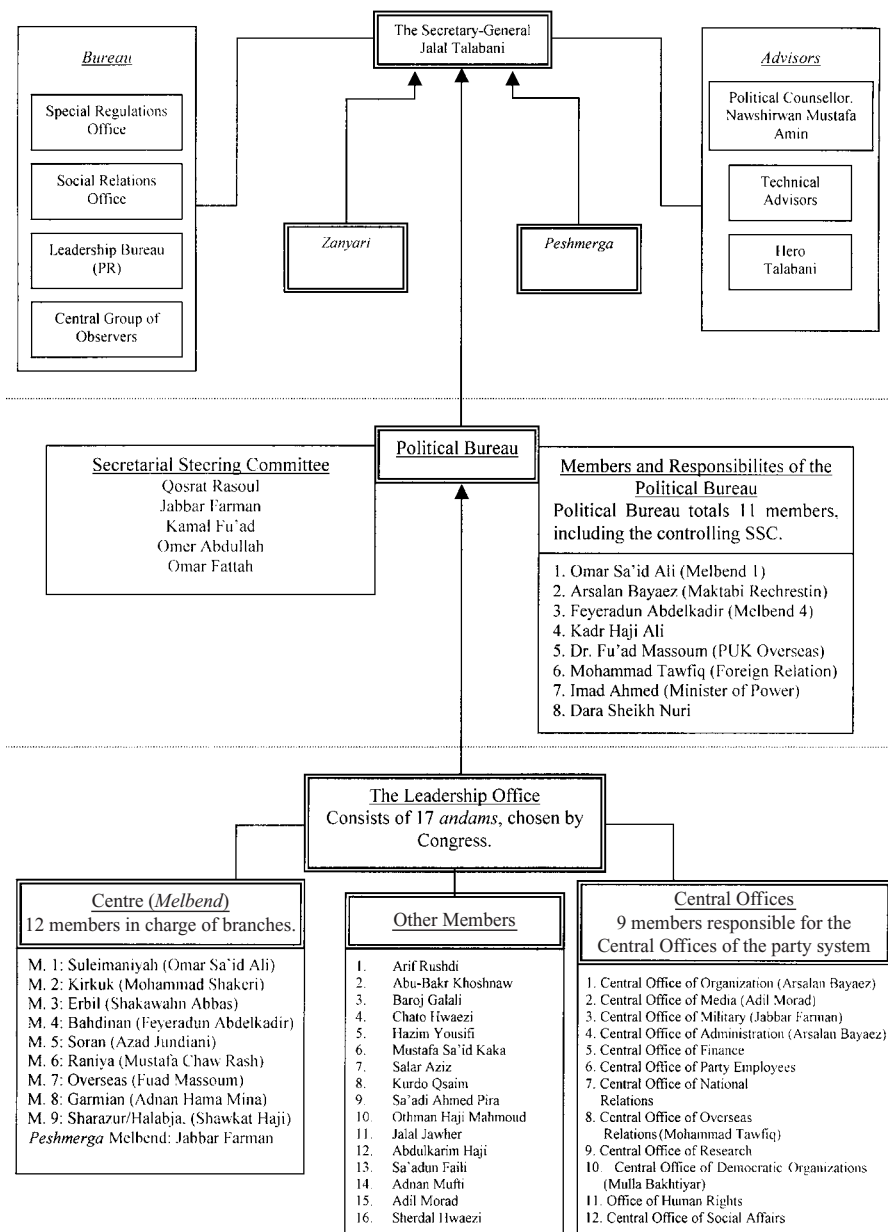 The Secretary-General
Jalal Talabani
Bureau
Special Regulations
Office
Social Relations
Office
Leadership Bureau
(PR)
Central Group of
Observers
Zanyari
Peshmerga
Advisors
Political Counsellor.
Nawshirwan Mustafa
Amin
Technical
Advisors
Hero
Talabani
Political Bureau
Secretarial Steering Committee
Qosrat Rasoul
Jabbar Farman
Kamal Fu'ad
Omer Abdullah
Omar Fattah
Members and Responsibilites of the
Political Bureau
Political Bureau totals 11 members,
including the controlling SSC.
1. Omar Sa'id Ali (Melbend 1)
2. Arsalan Bayaez (Maktabi Rechrestin)
3. Feyeradun Abdelkadir (Melbend 4)
4. Kadr Haji Ali
5. Dr. Fu'ad Massoum (PUK Overseas)
6. Mohammad Tawfiq (Foreign Relation)
7. Imad Ahmed (Minister of Power)
8. Dara Sheikh Nuri
The Leadership Office
Consists of 17 andams, chosen by
Congress.
Centre (Melbend)
12 members in charge of branches.
M. 1: Suleimaniyah (Omar Sa'id Ali)
M. 2: Kirkuk (Mohammad Shakeri)
M. 3: Erbil (Shakawahn Abbas)
M. 4: Bahdinan (Feyeradun Abdelkadir)
M. 5: Soran (Azad Jundiani)
M. 6: Raniya (Mustafa Chaw Rash)
M. 7: Overseas (Fuad Massoum)
M. 8: Garmian (Adnan Hama Mina)
M. 9: Sharazur/Halabja, (Shawkat Haji)
Peshmerga Melbend: Jabbar Farman
Other Members
1. Arif Rushdi
2. Abu-Bakr Khoshnaw
3. Baroj Galali
4. Chato Hwaezi
5. Hazim Yousifi
6. Mustafa Sa'id Kaka
7. Salar Aziz
8. Kurdo Qsaim
9. Sa'adi Ahmed Pira
10. Othman Haji Mahmoud
11. Jalal Jawher
12. Abdulkarim Haji
13. Sa'adun Faili
14. Adnan Mufti
15. Adil Morad
16. Sherdal Hwaezi
Central Offices
9 members responsible for the
Central Offices of the party system
1. Central Office of Organization (Arsalan Bayaez)
2. Central Office of Media (Adil Morad)
3. Central Office of Military (Jabbar Farman)
4. Central Office of Administration (Arsalan Bayaez)
5. Central Office of Finance
6. Central Office of Party Employees
7. Central Office of National
Relations
8. Central Office of Overseas
Relations (Mohammad Tawfiq)
9. Central Office of Research
10. Central Office of Democratic Organizations
(Mulla Bakhtiyar)
11. Office of Human Rights
12. Central Office of Social Affairs